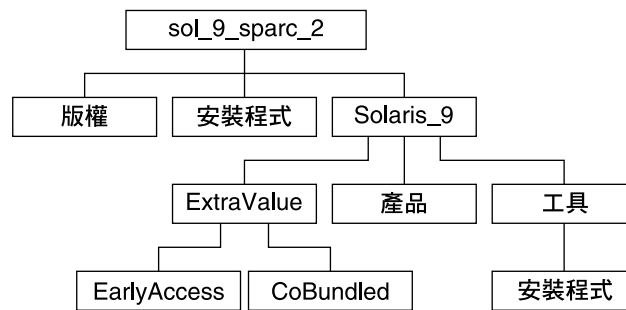 sol_9_sparc_2
版權
安裝程式
Solaris_9
ExtraValue
產品
工具
EarlyAccess
CoBundled
安裝程式